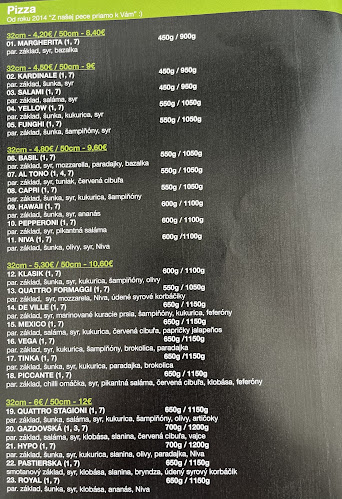 Pizza
Od roku 2014 "Z našej pece priamo k Vám" :)
32cm - 4,20€ / 50cm - 8,40€
01. MARGHERITA (1, 7) 450g / 900g
par. základ, syr, bazalka
32cm - 4,50€ / 50cm - 9€
02. KARDINALE (1, 7) 450g / 950g
par. základ, šunka, syr
03. SALAMI (1, 7) 450g / 950g
par. základ, saláma, syr
04. YELLOW (1, 7) 550g / 1050g
par. základ, šunka, kukurica, syr
05. FUNGHI (1, 7) 550g / 1050g
par. základ, šunka, šampiňóny, syr
32cm - 4,80€ / 50cm - 9,60€
06. BASIL (1, 7) 550g / 1050g
par. základ, syr, mozzarella, paradajky, bazalka
07. AL TONO (1, 4, 7) 550g / 1050g
par. základ, syr, tuniak, červená cibuľa
08. CAPRI (1, 7) 550g / 1050g
par. základ, šunka, syr, kukurica, šampiňóny
09. HAWAII (1, 7) 600g / 1100g
par. základ, šunka, syr, ananás
10. PEPPERONI (1, 7) 600g / 1100g
par. základ, syr, pikantná saláma
11. NIVA (1, 7) 600g /1100g
par. základ, šunka, olivy, syr, Niva
32cm - 5,30€ / 50cm - 10,60€
12. KLASIK (1, 7) 600g / 1100g
par. základ, šunka, syr, kukurica, šampiňóny, olivy
13. QUATTRO FORMAGGI (1, 7) 550g / 1050g
par. základ, syr, mozzarella, Niva, údené syrové korbáčiky
14. DE VILLE (1, 7) 650g / 1150g
par. základ, syr, marinované kuracie prsia, šampiňóny, kukurica, feferóny
15. MEXICO (1, 7) 650g / 1150g
par. základ, saláma, syr, kukurica, červená cibuľa, papričky jalapeňos
16. VEGA (1, 7) 650g / 1150g
par. základ, syr, kukurica, šampiňóny, brokolica, paradajka
17. TINKA (1, 7) 650g / 1150g
par. základ, šunka, syr, kukurica, paradajka, brokolica
18. PICCANTE (1, 7) 650g / 1150g
par. základ, chilli omáčka, syr, pikantná saláma, červená cibuľa, klobása, feferóny
32cm - 6€ / 50cm - 12€
19. QUATTRO STAGIONI (1, 7) 650g / 1150g
par. základ, šunka, saláma, syr, kukurica, šampiňóny, olivy, artičoky
20. GAZDOVSKÁ (1, 3, 7) 700g / 1200g
par. základ, saláma, syr, klobása, slanina, červená cibuľa, vajce
21. HYPO (1, 7) 700g / 1200g
par. základ, šunka, syr, kukurica, slanina, olivy, paradajka, Niva
22. PASTIERSKA (1, 7) 650g / 1150g
smotanový základ, syr, klobása, slanina, bryndza, údený syrový korbáčik
23. ROYAL (1, 7) 650g / 1150g
par. základ, šunka, syr, klobása, ananás, Niva